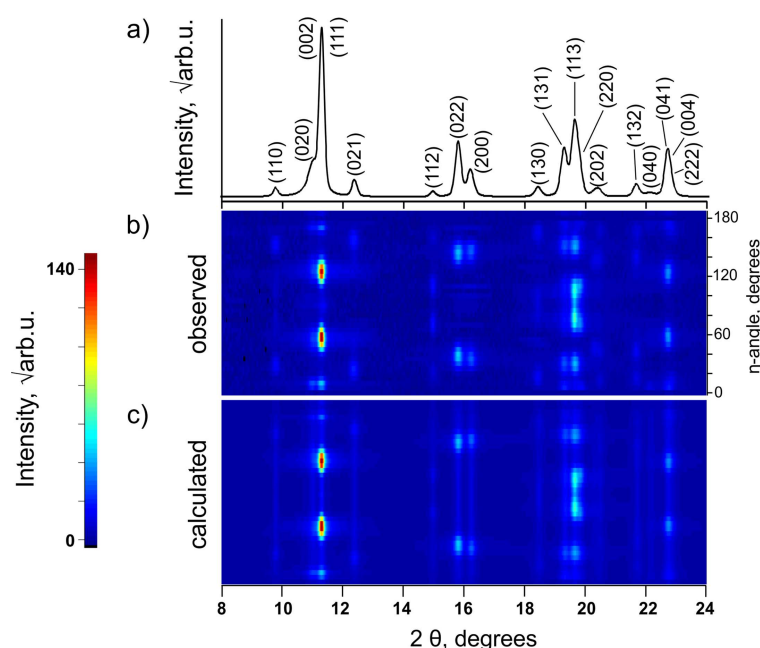 a)
Intensity, √arb.u.
(110)
(020)
(002)
(111)
(021)
(112)
(022)
(200)
(130)
(131)
(113)
(220)
(202)
(132)
(040)
(041)
(004)
(222)
b)
observed
180
120
60
0
n-angle, degrees
Intensity, √arb.u.
140
0
c)
calculated
8 10 12 14 16 18 20 22 24
2 θ, degrees